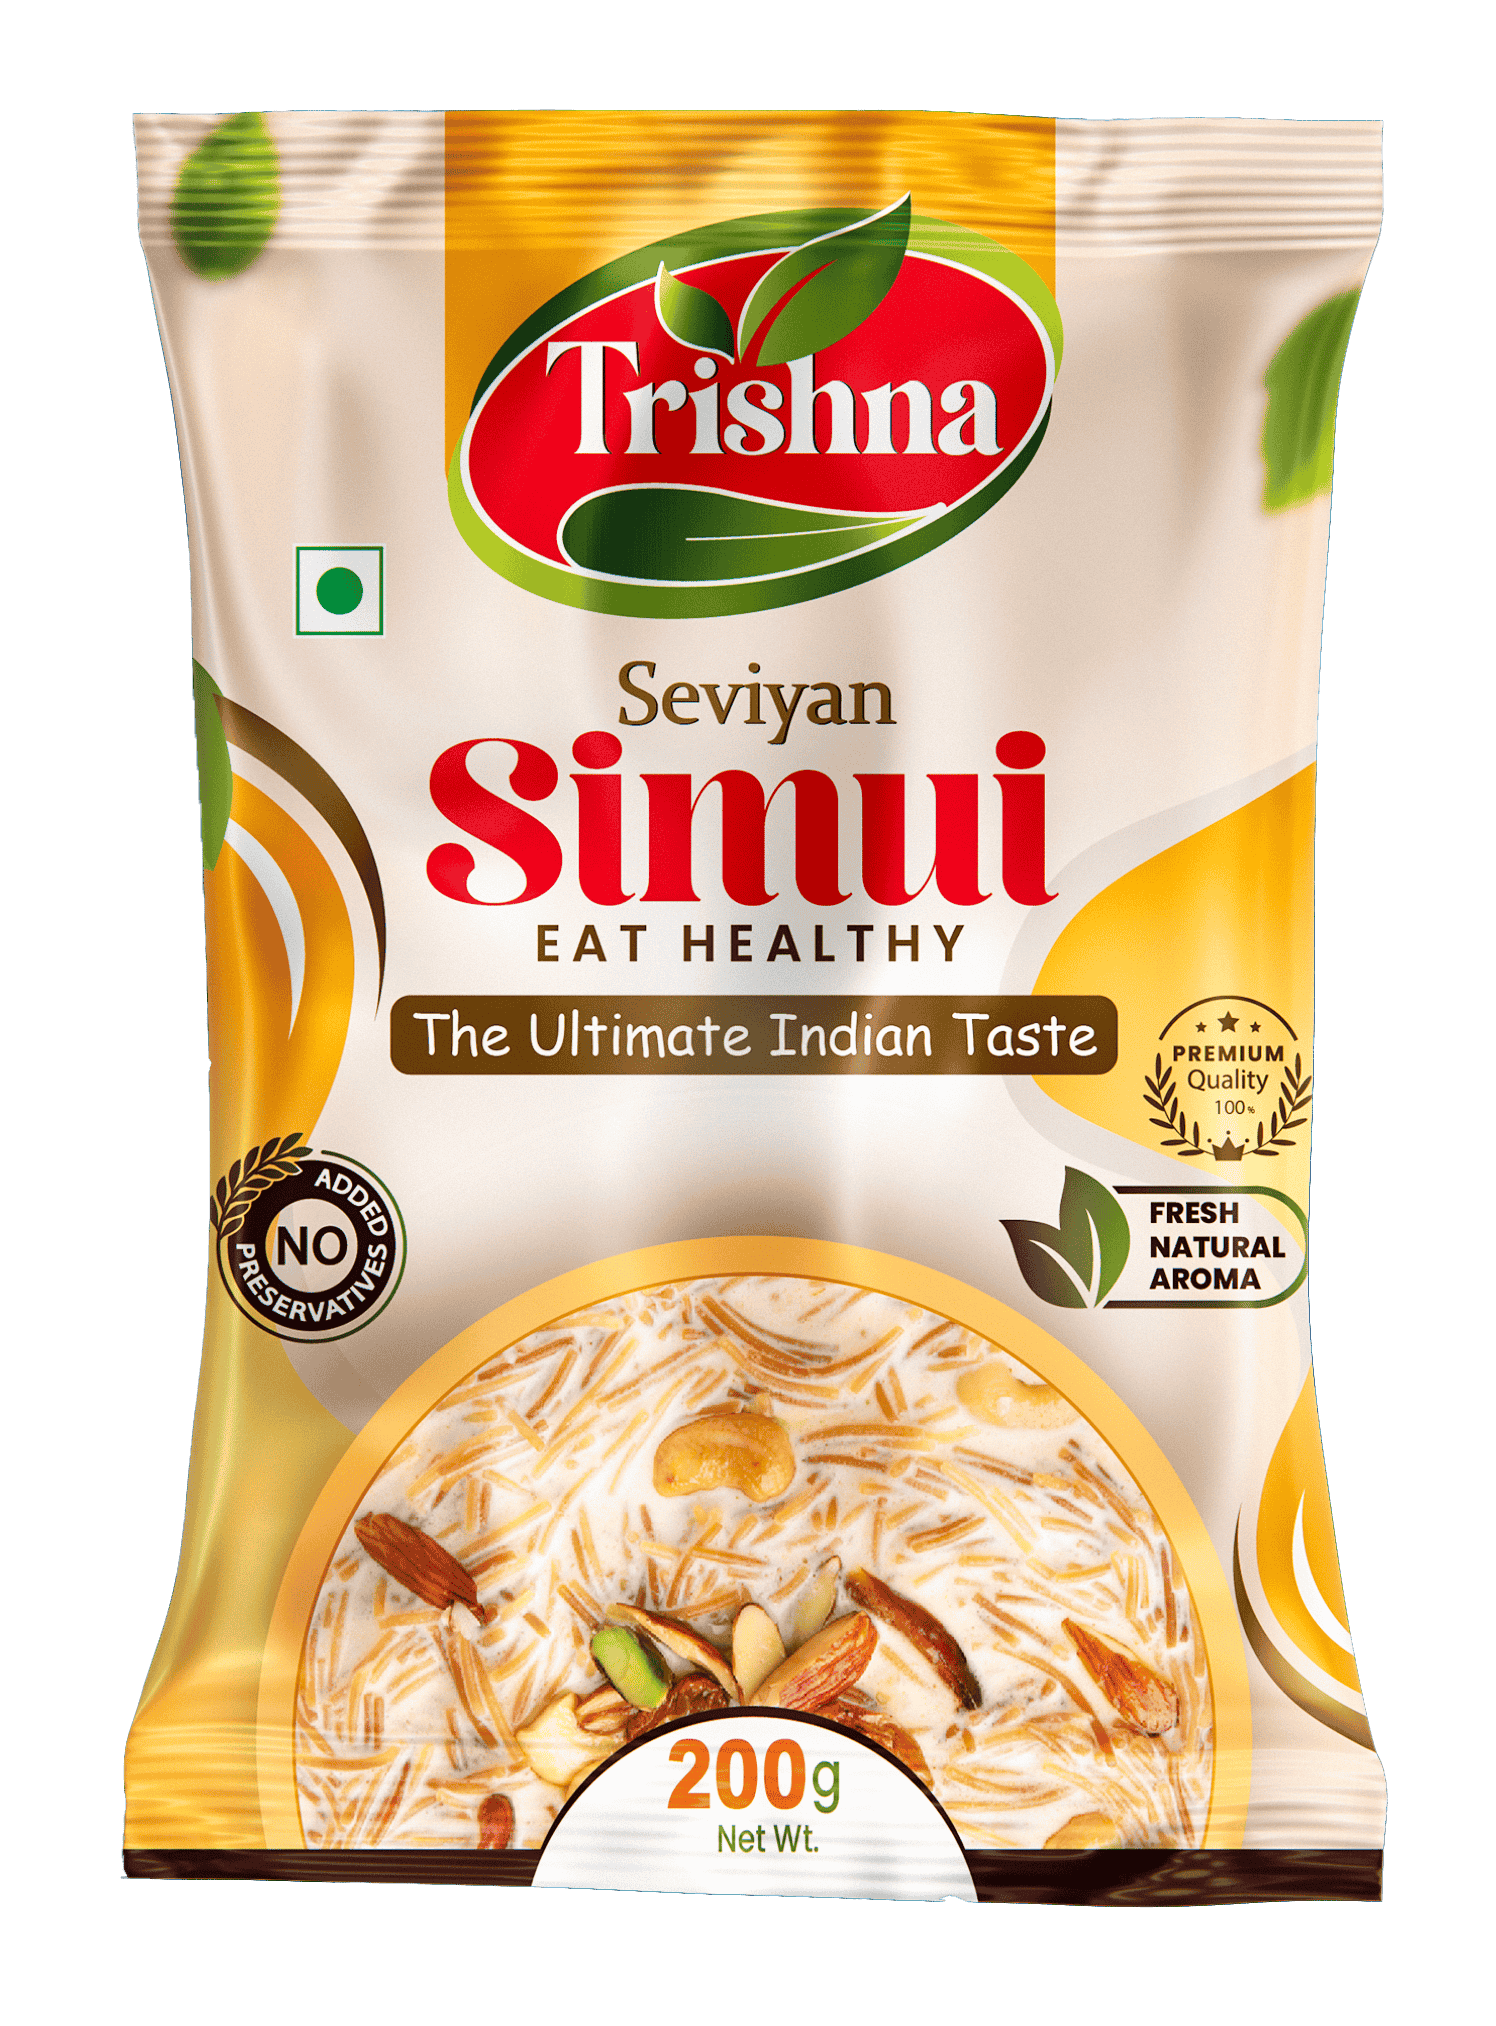 Trishna
Seviyan
Simui
EAT HEALTHY
The Ultimate Indian Taste
PREMIUM
Quality
100%
NO
ADDED
PRESERVATIVES
FRESH
NATURAL
AROMA
200g
Net Wt.